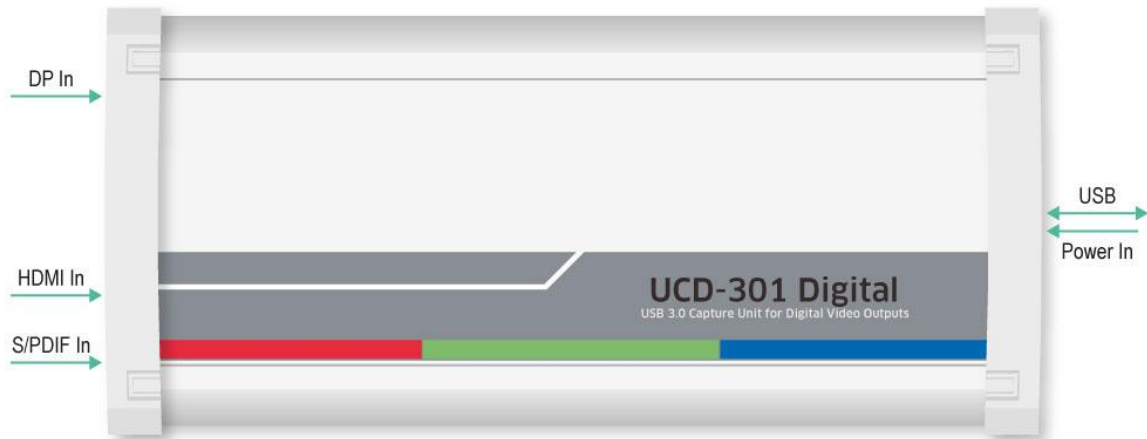 DP In
HDMI In
S/PDIF In
UCD-301 Digital
USB 3.0 Capture Unit for Digital Video Outputs
USB
Power In